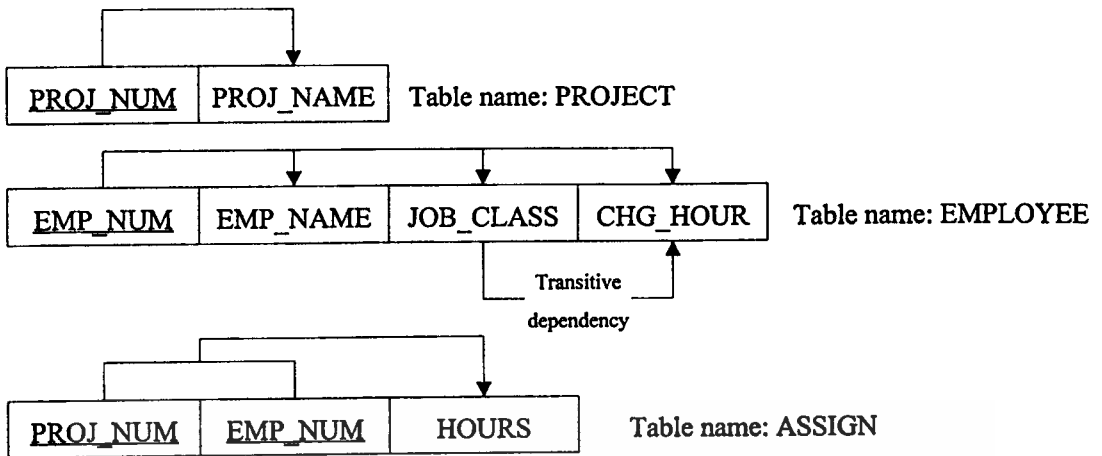 PROJ_NUM PROJ_NAME Table name: PROJECT
EMP_NUM EMP_NAME JOB_CLASS CHG_HOUR Table name: EMPLOYEE
Transitive
dependency
PROJ_NUM EMP_NUM HOURS Table name: ASSIGN